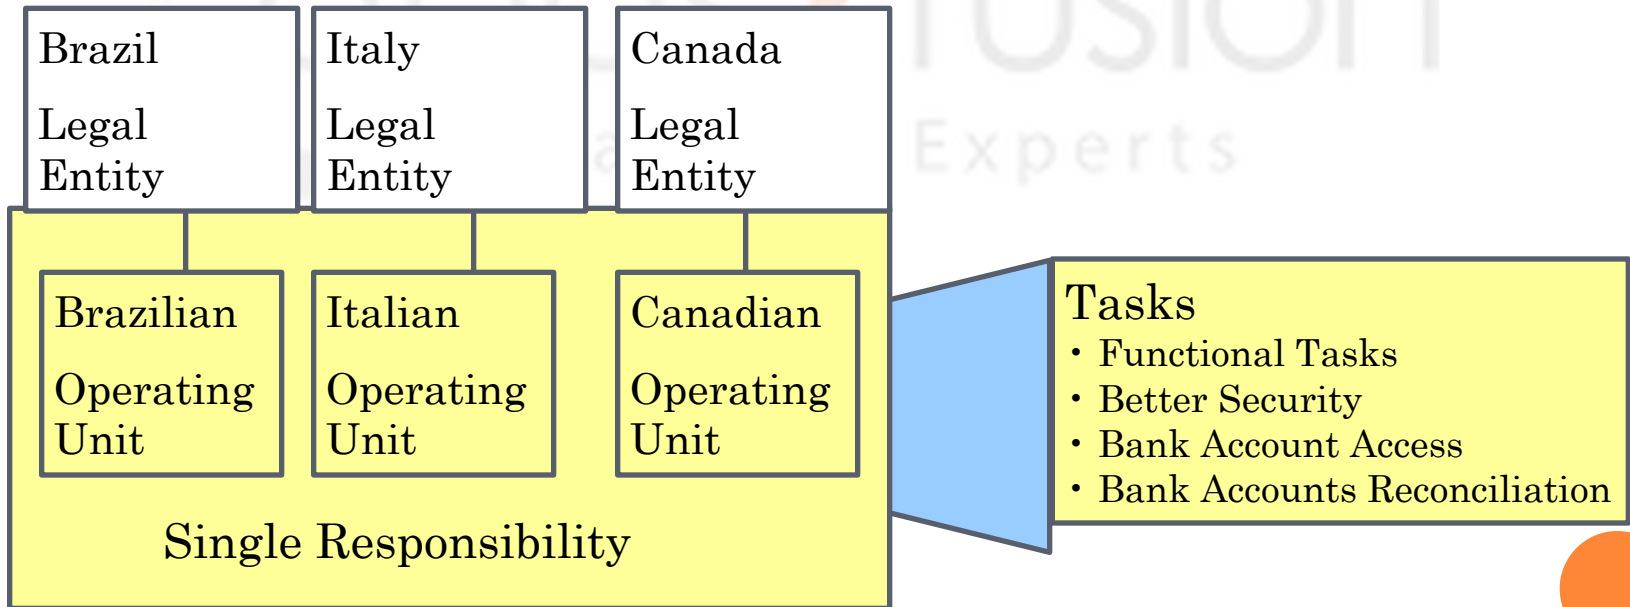 Brazil
Legal
Entity
Italy
Legal
Entity
Canada
Legal
Entity
Experts
Brazilian
Operating
Unit
Italian
Operating
Unit
Canadian
Operating
Unit
Single Responsibility
Tasks
• Functional Tasks
• Better Security
• Bank Account Access
• Bank Accounts Reconciliation